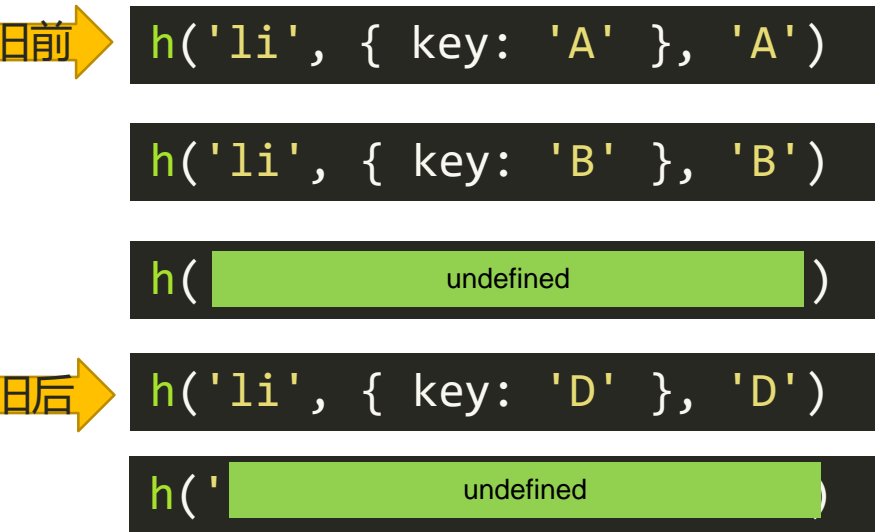 旧前
h('li', { key: 'A' }, 'A')
h('li', { key: 'B' }, 'B')
h( undefined )
旧后
h('li', { key: 'D' }, 'D')
h(' undefined )